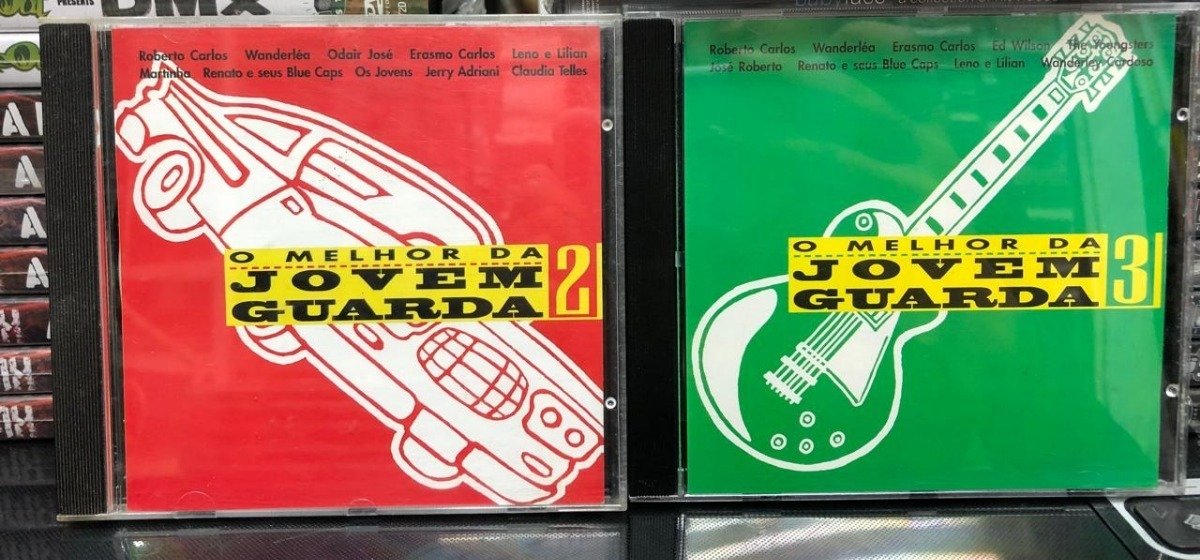 PRESENTS
DMX
Roberto Carlos Wanderléa Odair José Erasmo Carlos Leno e Lilian
Martinha Renato e seus Blue Caps Os Jovens Jerry Adriani Claudia Telles
O MELHOR DA
JOVEM
GUARDA 2
Roberto Carlos Wanderléa Erasmo Carlos Ed Wilson The Youngsters
José Roberto Renato e seus Blue Caps Leno e Lilian Wanderley Cardoso
O MELHOR DA
JOVEM
GUARDA 3